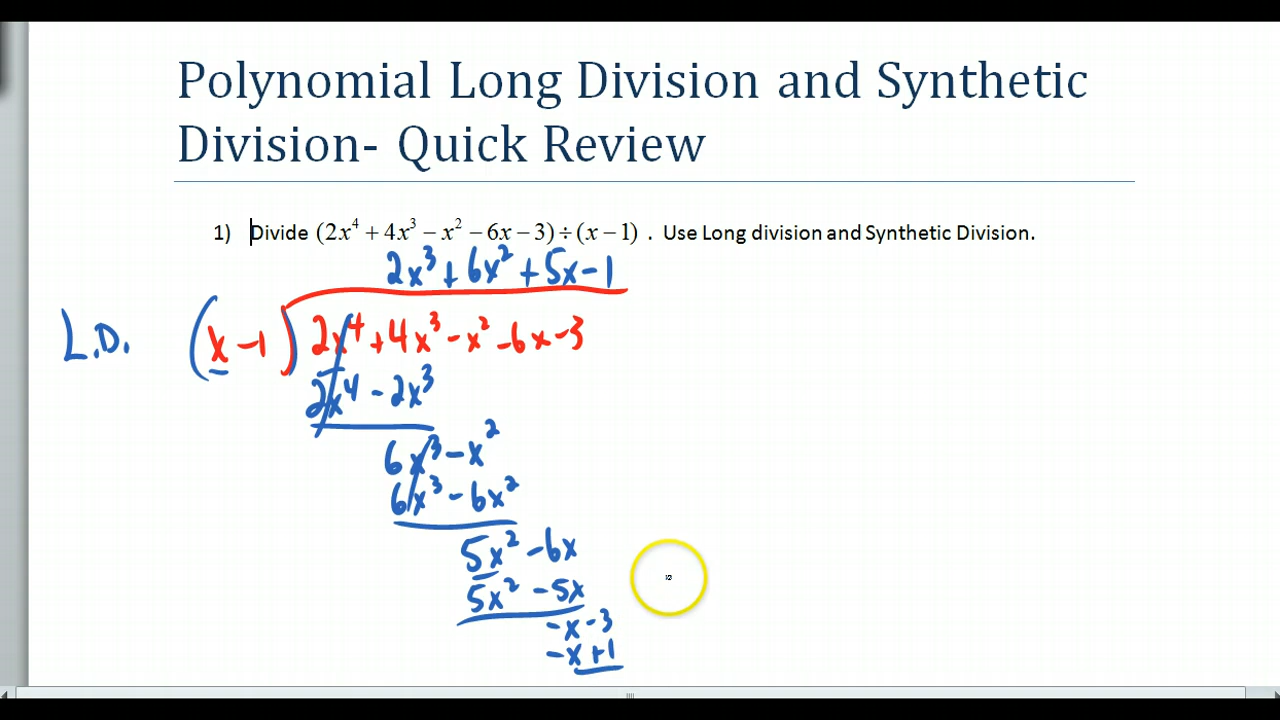 Polynomial Long Division and Synthetic
Division- Quick Review
1) Divide (2x⁴ + 4x³ − x² − 6x − 3) ÷ (x − 1) . Use Long division and Synthetic Division.
2x³ + 6x² + 5x − 1
L.D. (x − 1) 2x⁴ + 4x³ − x² − 6x − 3
2x⁴ − 2x³
6x³ − x²
6x³ − 6x²
5x² − 6x
5x² − 5x
−x − 3
−x + 1